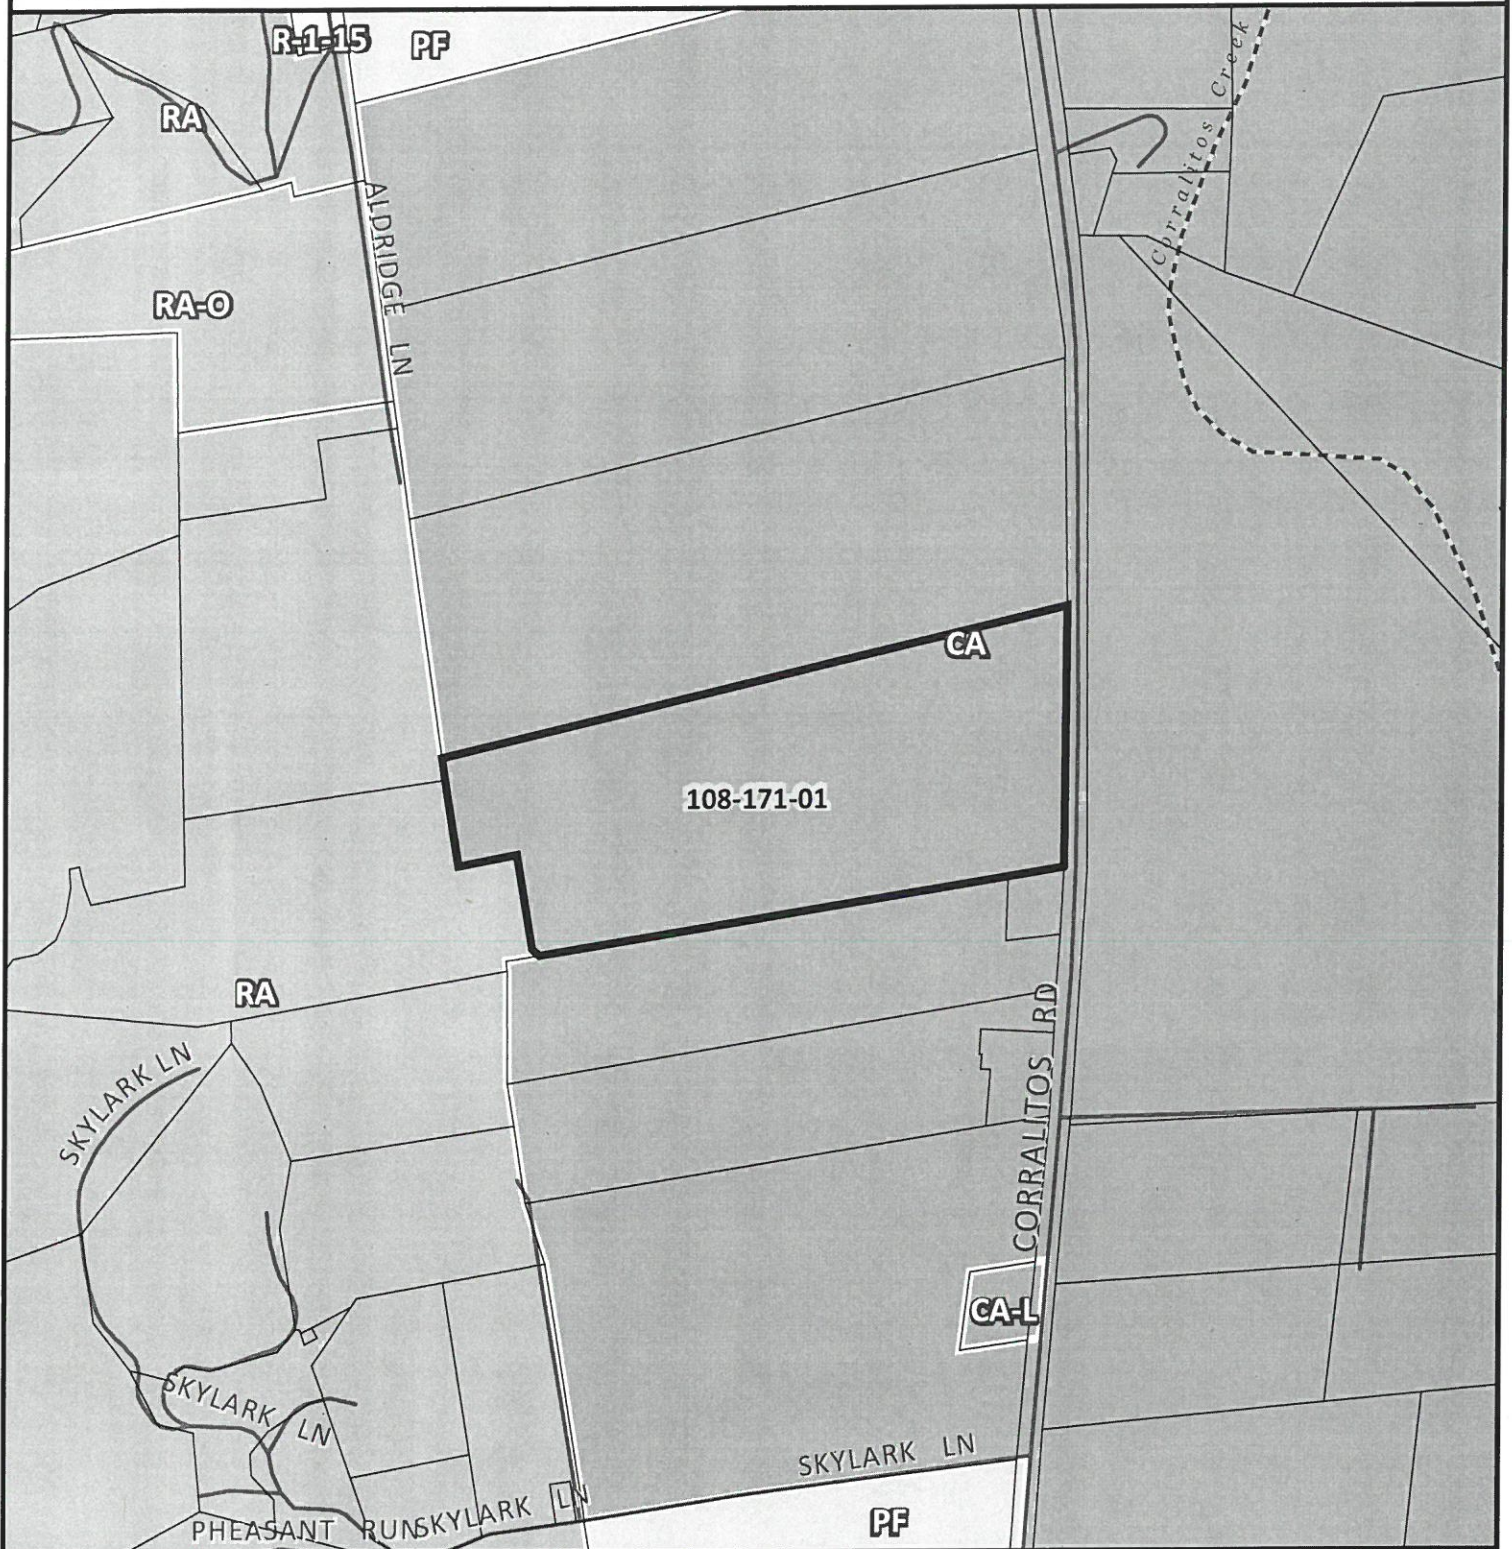 R-1-15
PF
RA
Corralitos Creek
ALDRIDGE LN
RA-O
CA
108-171-01
RA
CORRALITOS RD
SKYLARK LN
CA-L
SKYLARK LN
SKYLARK LN
PHEASANT RUN
SKYLARK LN
PF